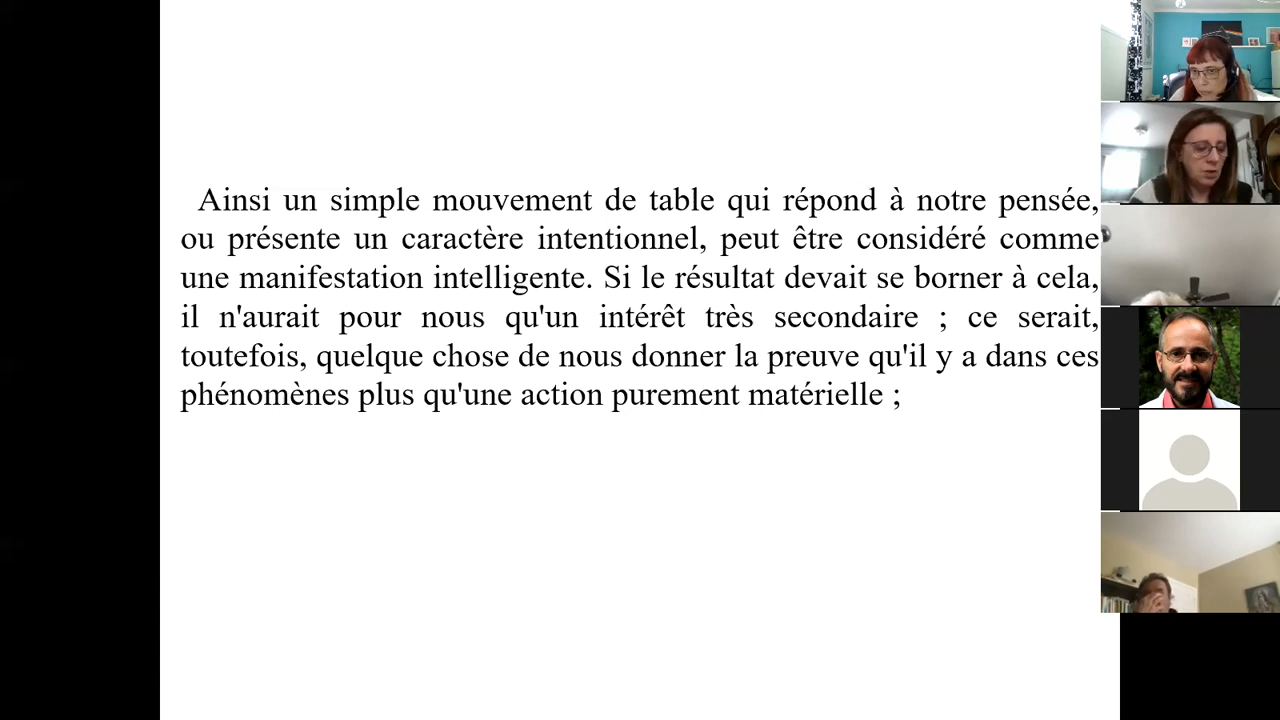 Ainsi un simple mouvement de table qui répond à notre pensée,
ou présente un caractère intentionnel, peut être considéré comme
une manifestation intelligente. Si le résultat devait se borner à cela,
il n'aurait pour nous qu'un intérêt très secondaire ; ce serait,
toutefois, quelque chose de nous donner la preuve qu'il y a dans ces
phénomènes plus qu'une action purement matérielle ;